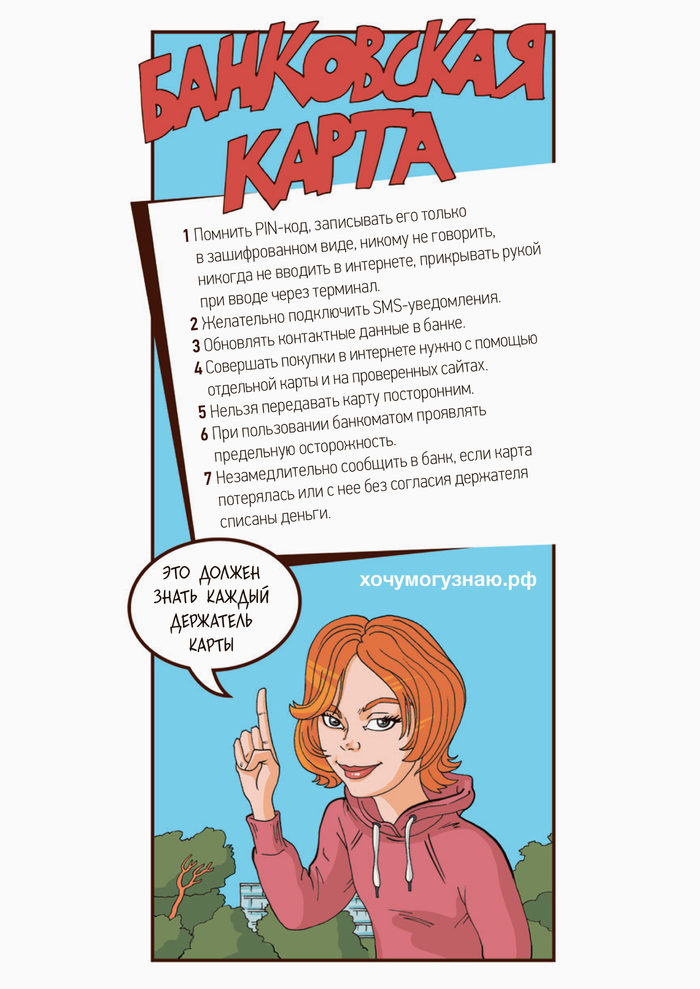 БАНКОВСКАЯ
КАРТА
1 Помнить PIN-код, записывать его только
в зашифрованном виде, никому не говорить,
никогда не вводить в интернете, прикрывать рукой
при вводе через терминал.
2 Желательно подключить SMS-уведомления.
3 Обновлять контактные данные в банке.
4 Совершать покупки в интернете нужно с помощью
отдельной карты и на проверенных сайтах.
5 Нельзя передавать карту посторонним.
6 При пользовании банкоматом проявлять
предельную осторожность.
7 Незамедлительно сообщить в банк, если карта
потерялась или с нее без согласия держателя
списаны деньги.
хочумогузнаю.рф
ЭТО ДОЛЖЕН
ЗНАТЬ КАЖДЫЙ
ДЕРЖАТЕЛЬ
КАРТЫ